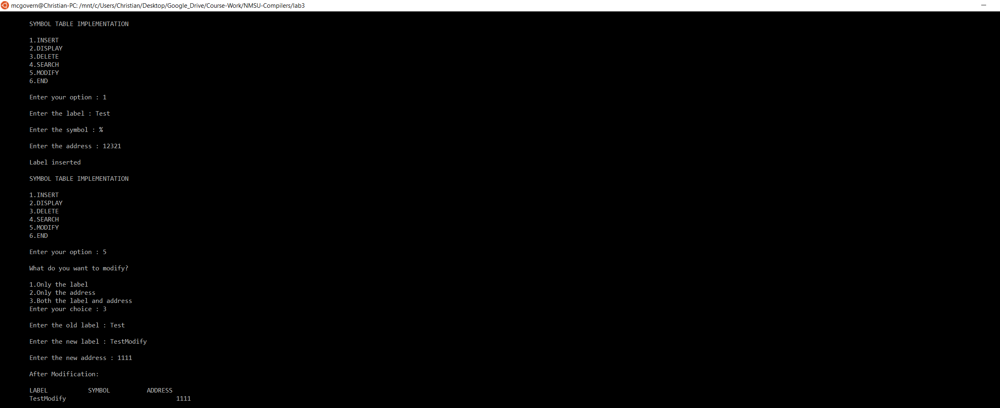 mcgovern@Christian-PC: /mnt/c/Users/Christian/Desktop/Google_Drive/Course-Work/NMSU-Compilers/lab3
SYMBOL TABLE IMPLEMENTATION
1.INSERT
2.DISPLAY
3.DELETE
4.SEARCH
5.MODIFY
6.END
Enter your option : 1
Enter the label : Test
Enter the symbol : %
Enter the address : 12321
Label inserted
SYMBOL TABLE IMPLEMENTATION
1.INSERT
2.DISPLAY
3.DELETE
4.SEARCH
5.MODIFY
6.END
Enter your option : 5
What do you want to modify?
1.Only the label
2.Only the address
3.Both the label and address
Enter your choice : 3
Enter the old label : Test
Enter the new label : TestModify
Enter the new address : 1111
After Modification:
LABEL SYMBOL ADDRESS
TestModify 1111